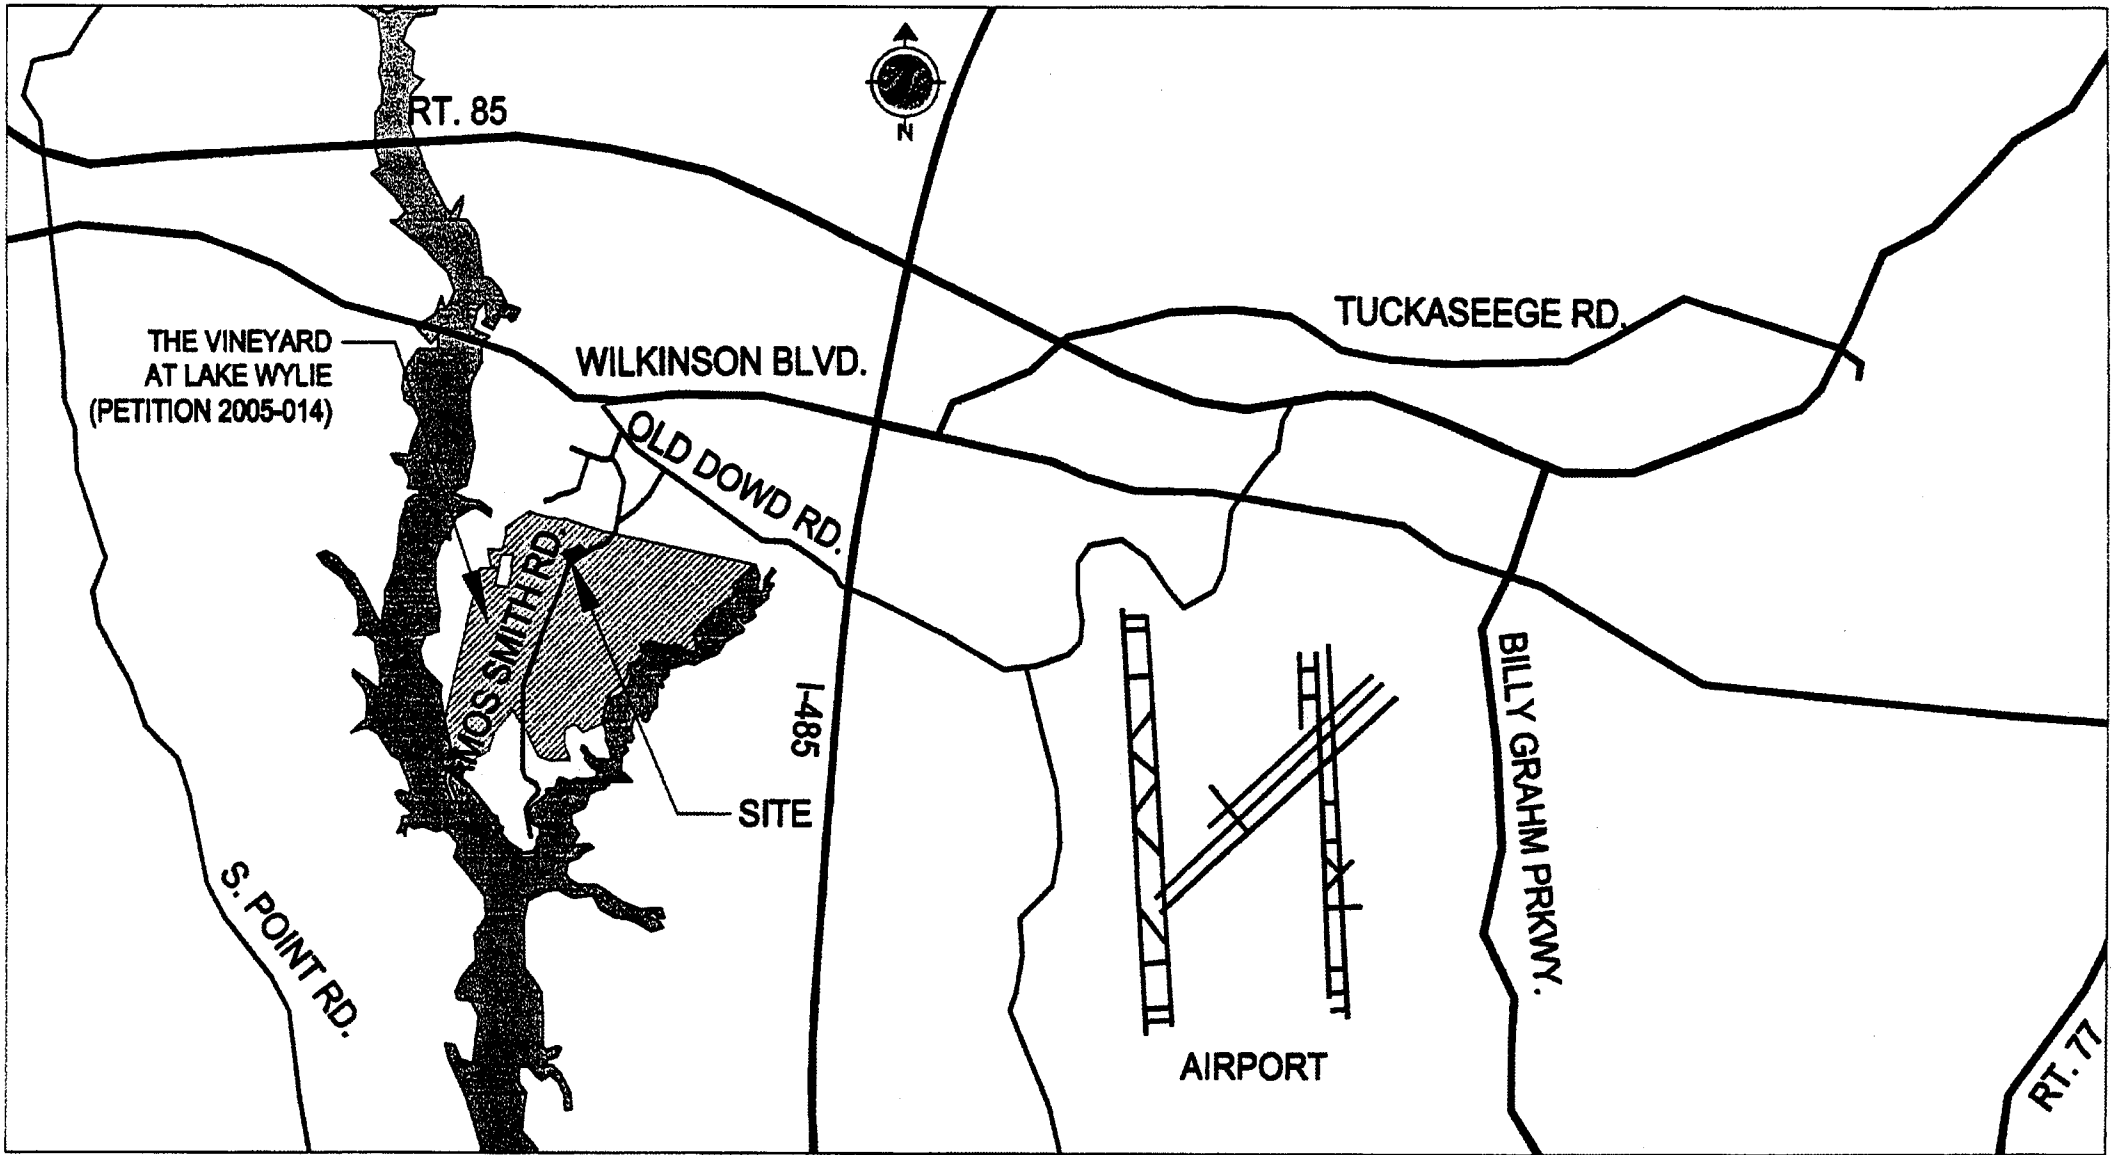 RT. 85
N
TUCKASEEGE RD.
THE VINEYARD
AT LAKE WYLIE
(PETITION 2005-014)
WILKINSON BLVD.
OLD DOWD RD.
MOS SMITH RD.
I-485
BILLY GRAHM PRKWY.
SITE
S. POINT RD.
AIRPORT
RT. 77